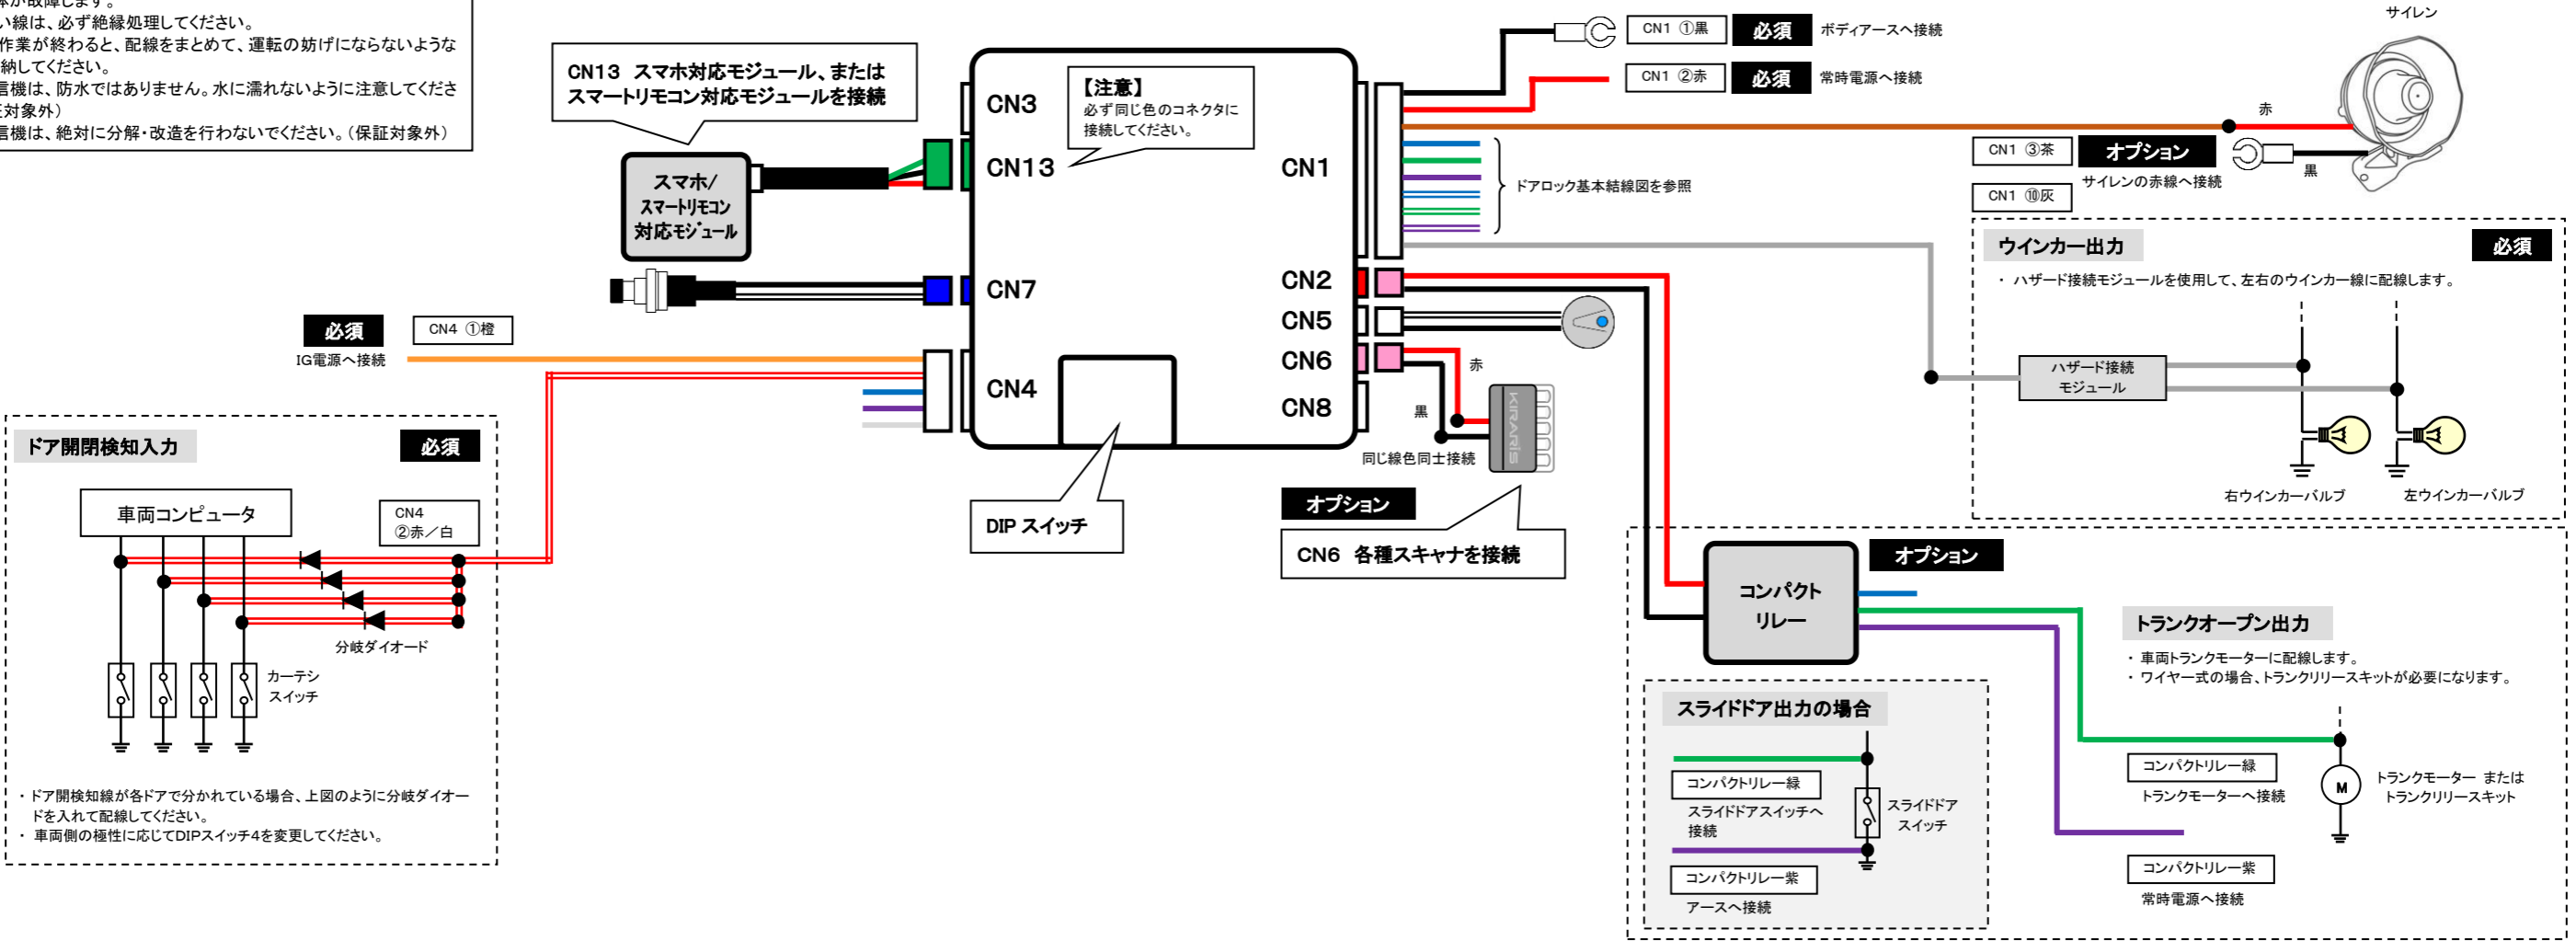 本が故障します。
い線は、必ず絶縁処理してください。
作業が終わると、配線をまとめて、運転の妨げにならないような
納してください。
信機は、防水ではありません。水に濡れないように注意してくださ
対象外）
信機は、絶対に分解・改造を行わないでください。（保証対象外）
CN13 スマホ対応モジュール、または
スマートリモコン対応モジュールを接続
スマホ/
スマートリモコン
対応モジュール
CN3
CN13
CN7
CN4
【注意】
必ず同じ色のコネクタに
接続してください。
CN1
CN2
CN5
CN6
CN8
DIP スイッチ
CN1 ①黒
必須
ボディアースへ接続
CN1 ②赤
必須
常時電源へ接続
ドアロック基本結線図を参照
サイレン
赤
黒
CN1 ③茶
オプション
サイレンの赤線へ接続
CN1 ⑩灰
ウインカー出力
必須
・ ハザード接続モジュールを使用して、左右のウインカー線に配線します。
ハザード接続
モジュール
右ウインカーバルブ
左ウインカーバルブ
必須
CN4 ①橙
IG電源へ接続
ドア開閉検知入力
必須
車両コンピュータ
CN4
②赤／白
分岐ダイオード
カーテシ
スイッチ
・ドア開検知線が各ドアで分かれている場合、上図のように分岐ダイオー
ドを入れて配線してください。
・ 車両側の極性に応じてDIPスイッチ4を変更してください。
赤
黒
KIRARiS
同じ線色同士接続
オプション
CN6 各種スキャナを接続
コンパクト
リレー
オプション
トランクオープン出力
・ 車両トランクモーターに配線します。
・ ワイヤー式の場合、トランクリリースキットが必要になります。
スライドドア出力の場合
コンパクトリレー緑
スライドドアスイッチへ
接続
スライドドア
スイッチ
コンパクトリレー紫
アースへ接続
コンパクトリレー緑
トランクモーターへ接続
M
トランクモーター または
トランクリリースキット
コンパクトリレー紫
常時電源へ接続